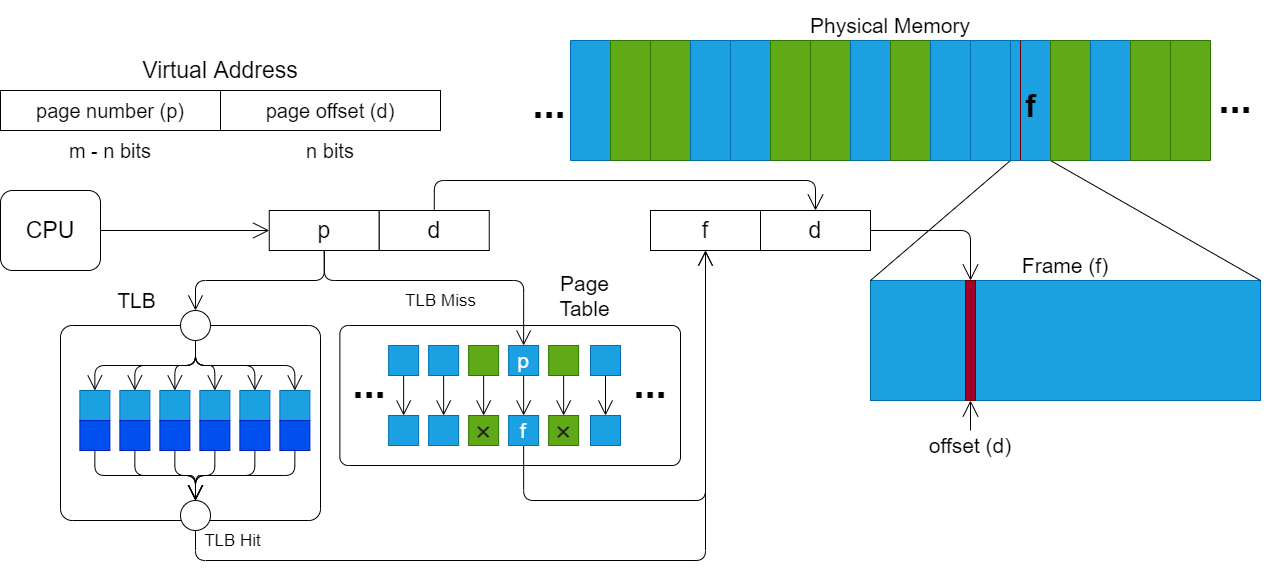 Physical Memory
Virtual Address
page number (p)
page offset (d)
m - n bits
n bits
...
f
...
CPU
p
d
f
d
TLB
TLB Miss
Page
Table
Frame (f)
p
...
...
f
offset (d)
TLB Hit